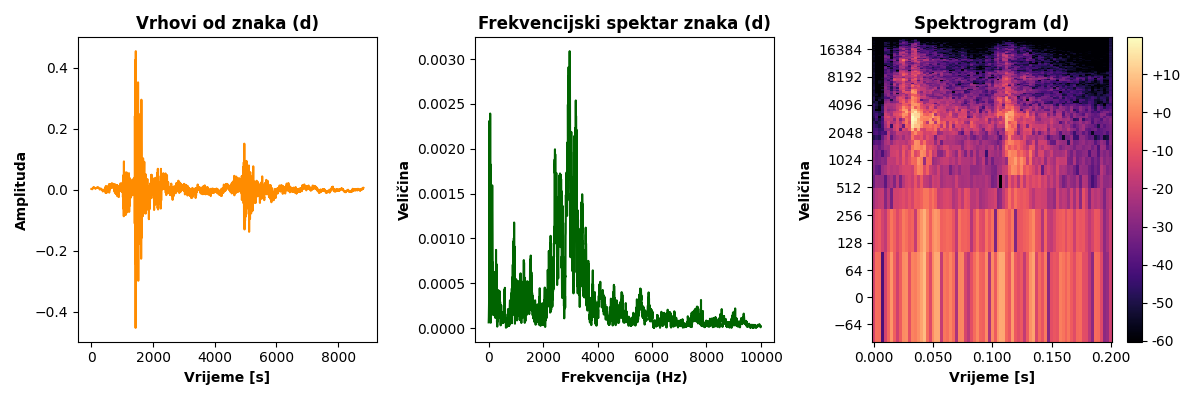 Vrhovi od znaka (d)
Amplituda
0.4
0.2
0.0
−0.2
−0.4
0 2000 4000 6000 8000
Vrijeme [s]
Frekvencijski spektar znaka (d)
Veličina
0.0030
0.0025
0.0020
0.0015
0.0010
0.0005
0.0000
0 2000 4000 6000 8000 10000
Frekvencija (Hz)
Spektrogram (d)
Veličina
16384
8192
4096
2048
1024
512
256
128
64
0
−64
0.000 0.050 0.100 0.150 0.200
Vrijeme [s]
+10
+0
-10
-20
-30
-40
-50
-60